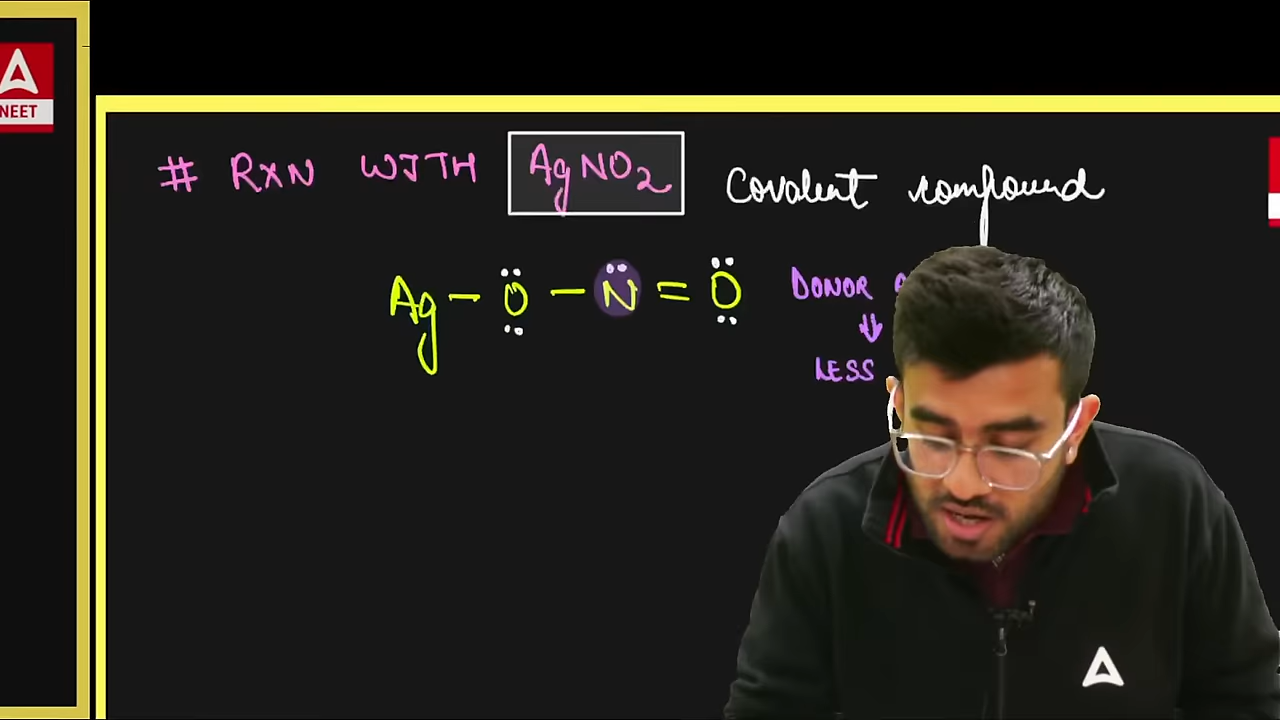 NEET
# RXN WITH AgNO2 Covalent compound
Ag - O - N = O DONOR
LESS